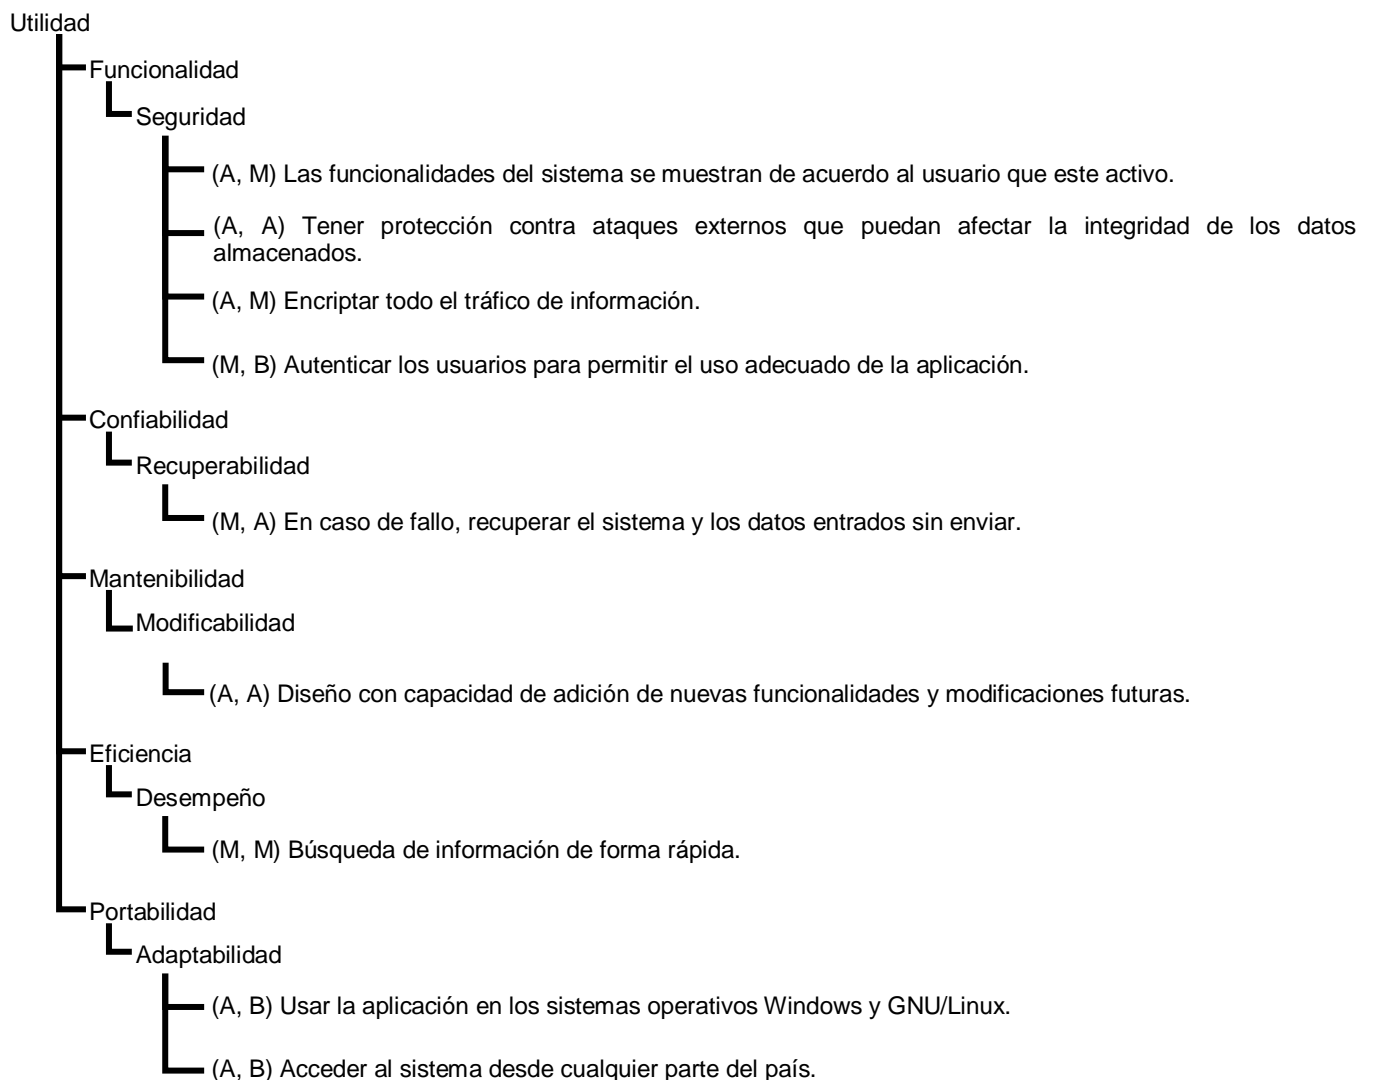 Utilidad
Funcionalidad
Seguridad
(A, M) Las funcionalidades del sistema se muestran de acuerdo al usuario que este activo.
(A, A) Tener protección contra ataques externos que puedan afectar la integridad de los datos
almacenados.
(A, M) Encriptar todo el tráfico de información.
(M, B) Autenticar los usuarios para permitir el uso adecuado de la aplicación.
Confiabilidad
Recuperabilidad
(M, A) En caso de fallo, recuperar el sistema y los datos entrados sin enviar.
Mantenibilidad
Modificabilidad
(A, A) Diseño con capacidad de adición de nuevas funcionalidades y modificaciones futuras.
Eficiencia
Desempeño
(M, M) Búsqueda de información de forma rápida.
Portabilidad
Adaptabilidad
(A, B) Usar la aplicación en los sistemas operativos Windows y GNU/Linux.
(A, B) Acceder al sistema desde cualquier parte del país.